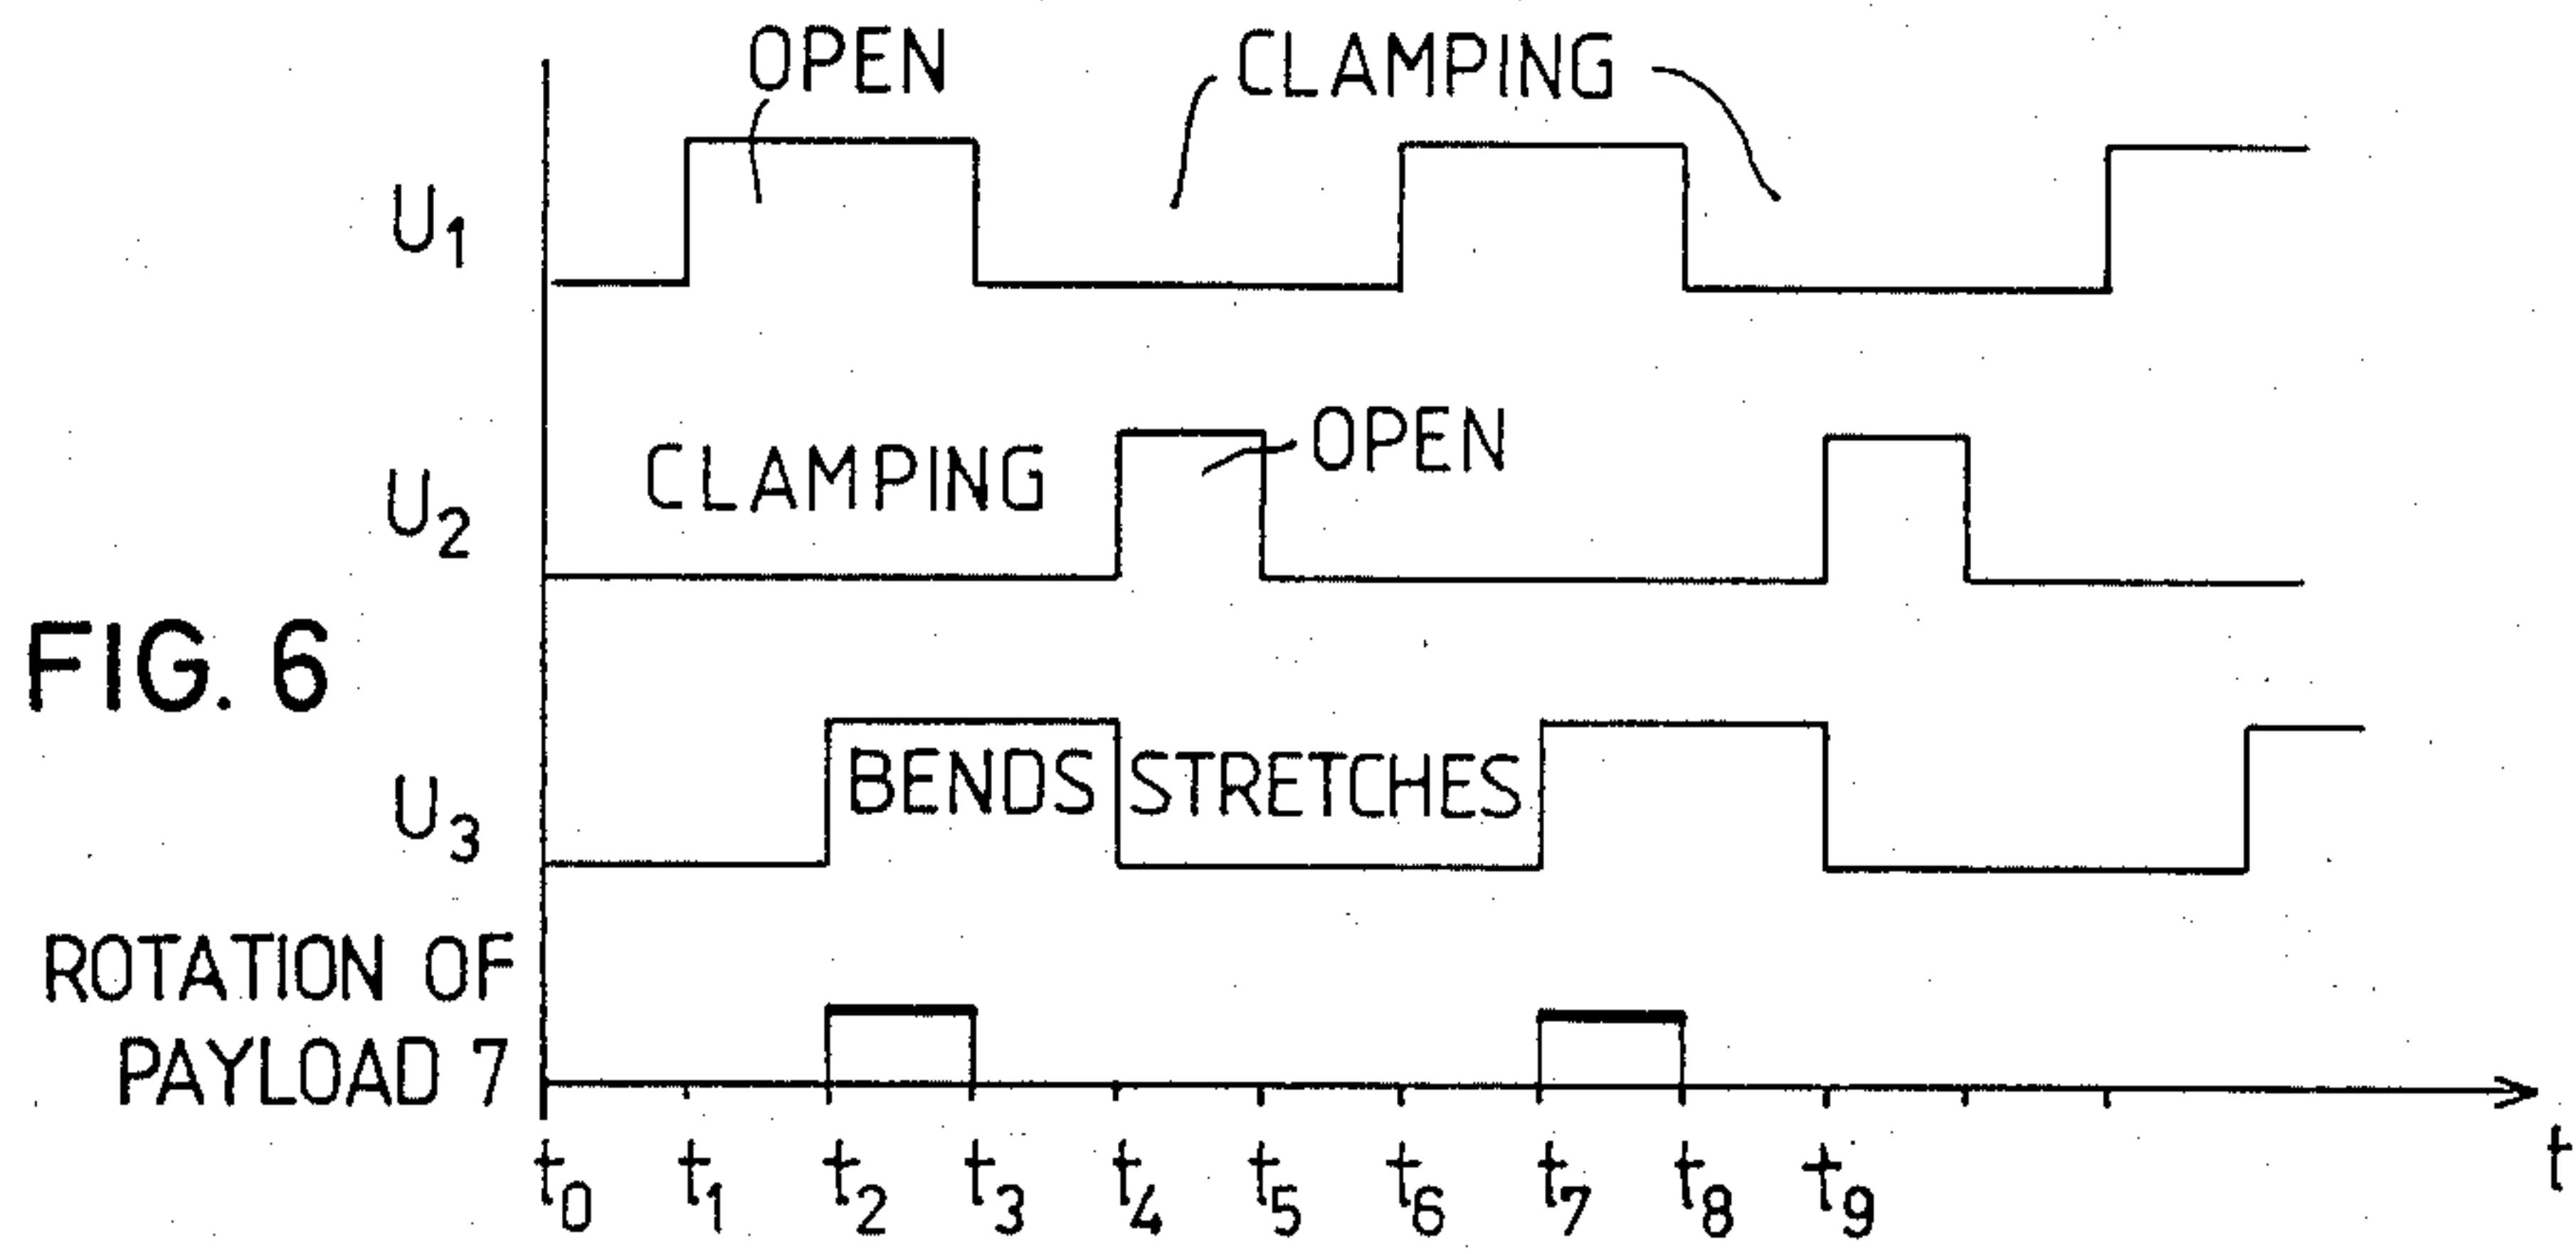 OPEN
CLAMPING
U1
CLAMPING
OPEN
U2
FIG. 6
BENDS STRETCHES
U3
ROTATION OF
PAYLOAD 7
t0 t1 t2 t3 t4 t5 t6 t7 t8 t9 t